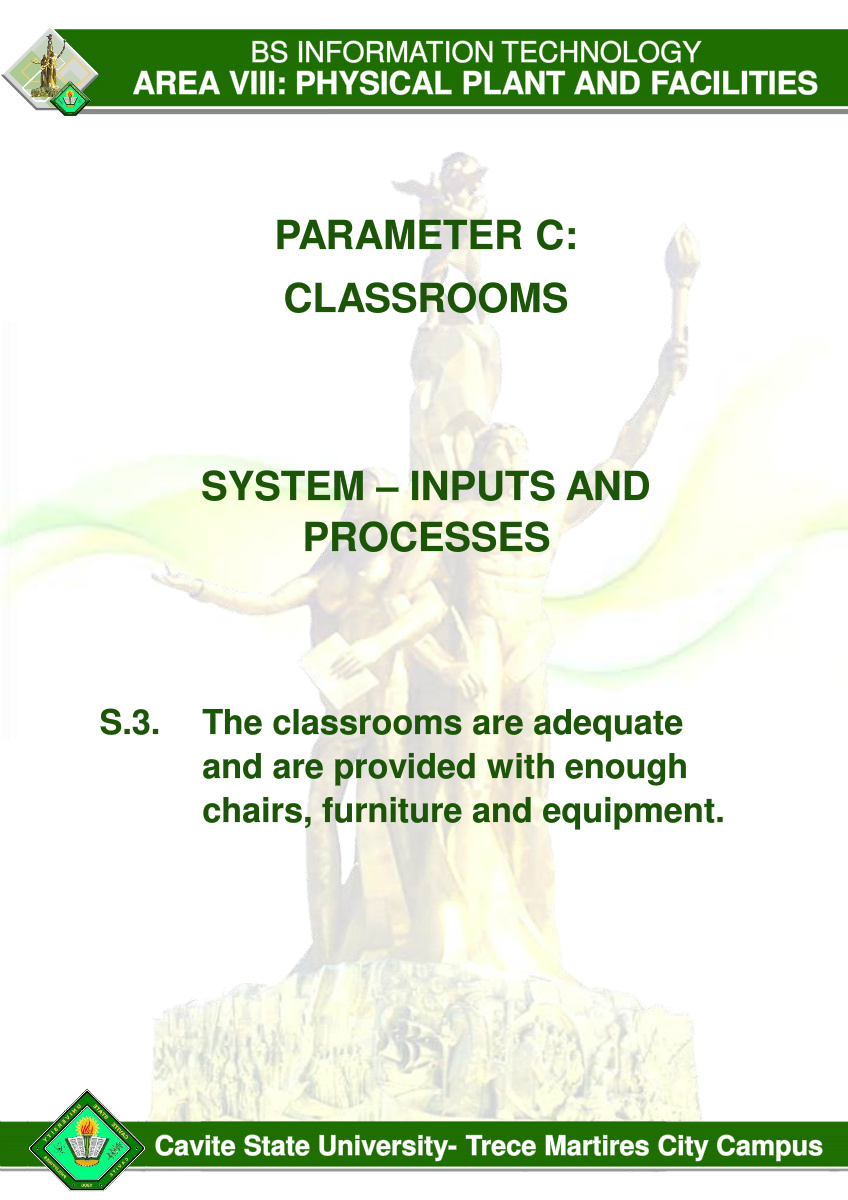 BS INFORMATION TECHNOLOGY
AREA VIII: PHYSICAL PLANT AND FACILITIES
PARAMETER C:
CLASSROOMS
SYSTEM – INPUTS AND
PROCESSES
S.3. The classrooms are adequate
and are provided with enough
chairs, furniture and equipment.
Cavite State University- Trece Martires City Campus